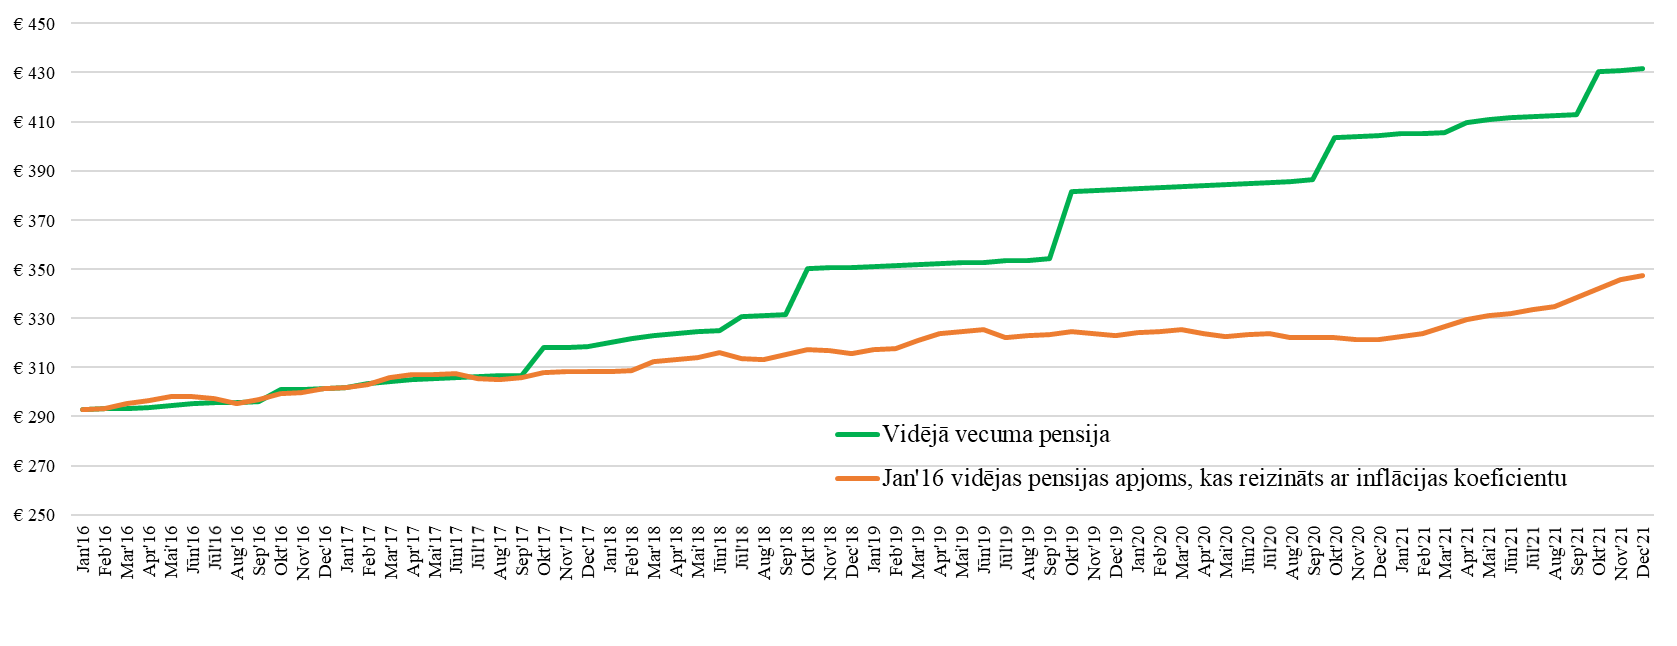 € 450
€ 430
€ 410
€ 390
€ 370
€ 350
€ 330
€ 310
€ 290
€ 270
€ 250
Vidējā vecuma pensija
Jan'16 vidējas pensijas apjoms, kas reizināts ar inflācijas koeficientu
Jan'16
Feb'16
Mar'16
Apr'16
Mai'16
Jūn'16
Jūl'16
Aug'16
Sep'16
Okt'16
Nov'16
Dec'16
Jan'17
Feb'17
Mar'17
Apr'17
Mai'17
Jūn'17
Jūl'17
Aug'17
Sep'17
Okt'17
Nov'17
Dec'17
Jan'18
Feb'18
Mar'18
Apr'18
Mai'18
Jūn'18
Jūl'18
Aug'18
Sep'18
Okt'18
Nov'18
Dec'18
Jan'19
Feb'19
Mar'19
Apr'19
Mai'19
Jūn'19
Jūl'19
Aug'19
Sep'19
Okt'19
Nov'19
Dec'19
Jan'20
Feb'20
Mar'20
Apr'20
Mai'20
Jūn'20
Jūl'20
Aug'20
Sep'20
Okt'20
Nov'20
Dec'20
Jan'21
Feb'21
Mar'21
Apr'21
Mai'21
Jūn'21
Jūl'21
Aug'21
Sep'21
Okt'21
Nov'21
Dec'21